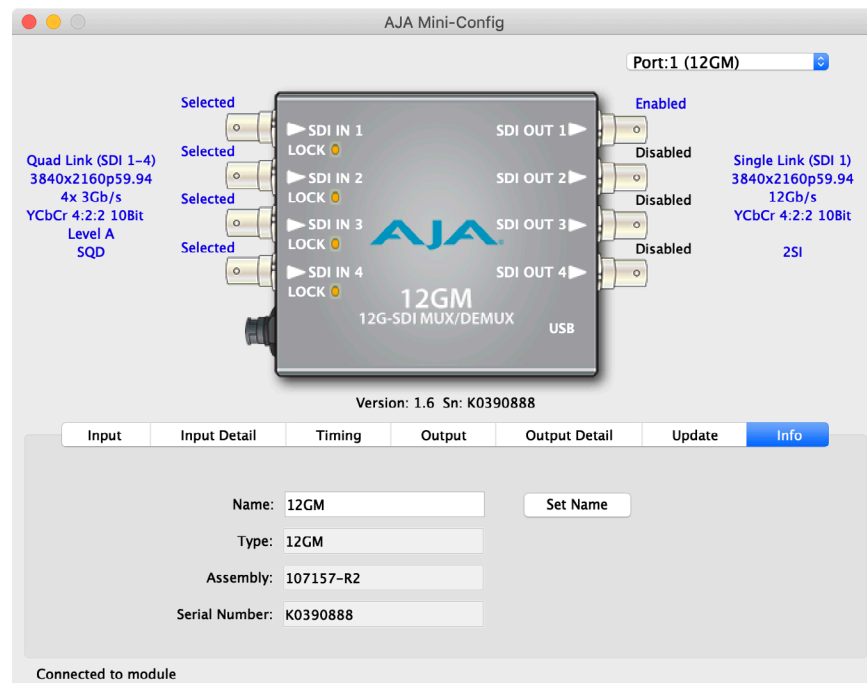 AJA Mini-Config
Port:1 (12GM)
Selected
Selected
Selected
Selected
Quad Link (SDI 1-4)
3840x2160p59.94
4x 3Gb/s
YCbCr 4:2:2 10Bit
Level A
SQD
SDI IN 1
LOCK
SDI IN 2
LOCK
SDI IN 3
LOCK
SDI IN 4
LOCK
AJA
12GM
12G-SDI MUX/DEMUX
USB
SDI OUT 1
SDI OUT 2
SDI OUT 3
SDI OUT 4
Enabled
Disabled
Disabled
Disabled
Single Link (SDI 1)
3840x2160p59.94
12Gb/s
YCbCr 4:2:2 10Bit
2SI
Version: 1.6 Sn: K0390888
Input Input Detail Timing Output Output Detail Update Info
Name: 12GM Set Name
Type: 12GM
Assembly: 107157-R2
Serial Number: K0390888
Connected to module